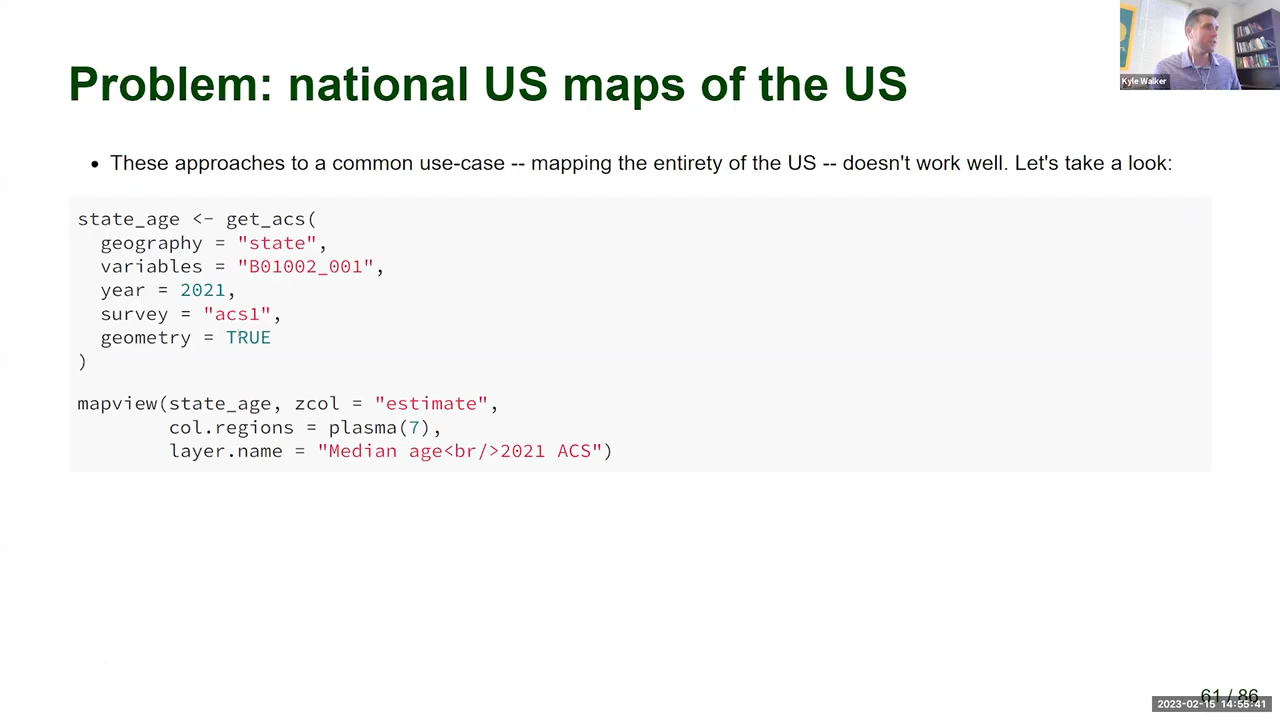 Problem: national US maps of the US
Kyle Walker
• These approaches to a common use-case -- mapping the entirety of the US -- doesn't work well. Let's take a look:
state_age <- get_acs(
  geography = "state",
  variables = "B01002_001",
  year = 2021,
  survey = "acs1",
  geometry = TRUE
)
mapview(state_age, zcol = "estimate",
        col.regions = plasma(7),
        layer.name = "Median age<br/>2021 ACS")
61 / 86
2023-02-15 14:55:41